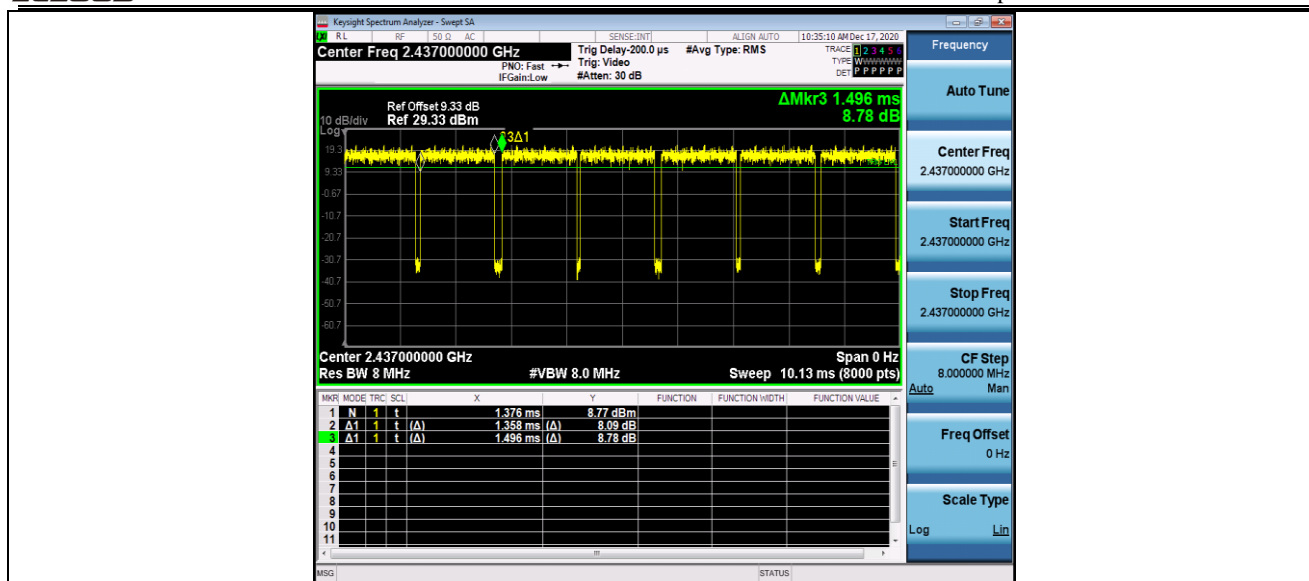 Keysight Spectrum Analyzer - Swept SA
RL RF 50 Ω AC SENSE:INT ALIGN AUTO 10:35:10 AM Dec 17, 2020
Center Freq 2.437000000 GHz Trig Delay-200.0 µs #Avg Type: RMS TRACE 1 2 3 4 5 6
PNO: Fast Trig: Video TYPE WWWWWW
IFGain:Low #Atten: 30 dB DET P P P P P P
Frequency
Auto Tune
Center Freq
2.437000000 GHz
Start Freq
2.437000000 GHz
Stop Freq
2.437000000 GHz
CF Step
8.000000 MHz
Auto Man
Freq Offset
0 Hz
Scale Type
Log Lin
ΔMkr3 1.496 ms
8.78 dB
Ref Offset 9.33 dB
10 dB/div Ref 29.33 dBm
Log
3Δ1
19.3
9.33
-0.67
-10.7
-20.7
-30.7
-40.7
-50.7
-60.7
Center 2.437000000 GHz Span 0 Hz
Res BW 8 MHz #VBW 8.0 MHz Sweep 10.13 ms (8000 pts)
MKR MODE TRC SCL X Y FUNCTION FUNCTION WIDTH FUNCTION VALUE
1 N 1 t 1.376 ms 8.77 dBm
2 Δ1 1 t (Δ) 1.358 ms (Δ) 8.09 dB
3 Δ1 1 t (Δ) 1.496 ms (Δ) 8.78 dB
4
5
6
7
8
9
10
11
MSG STATUS